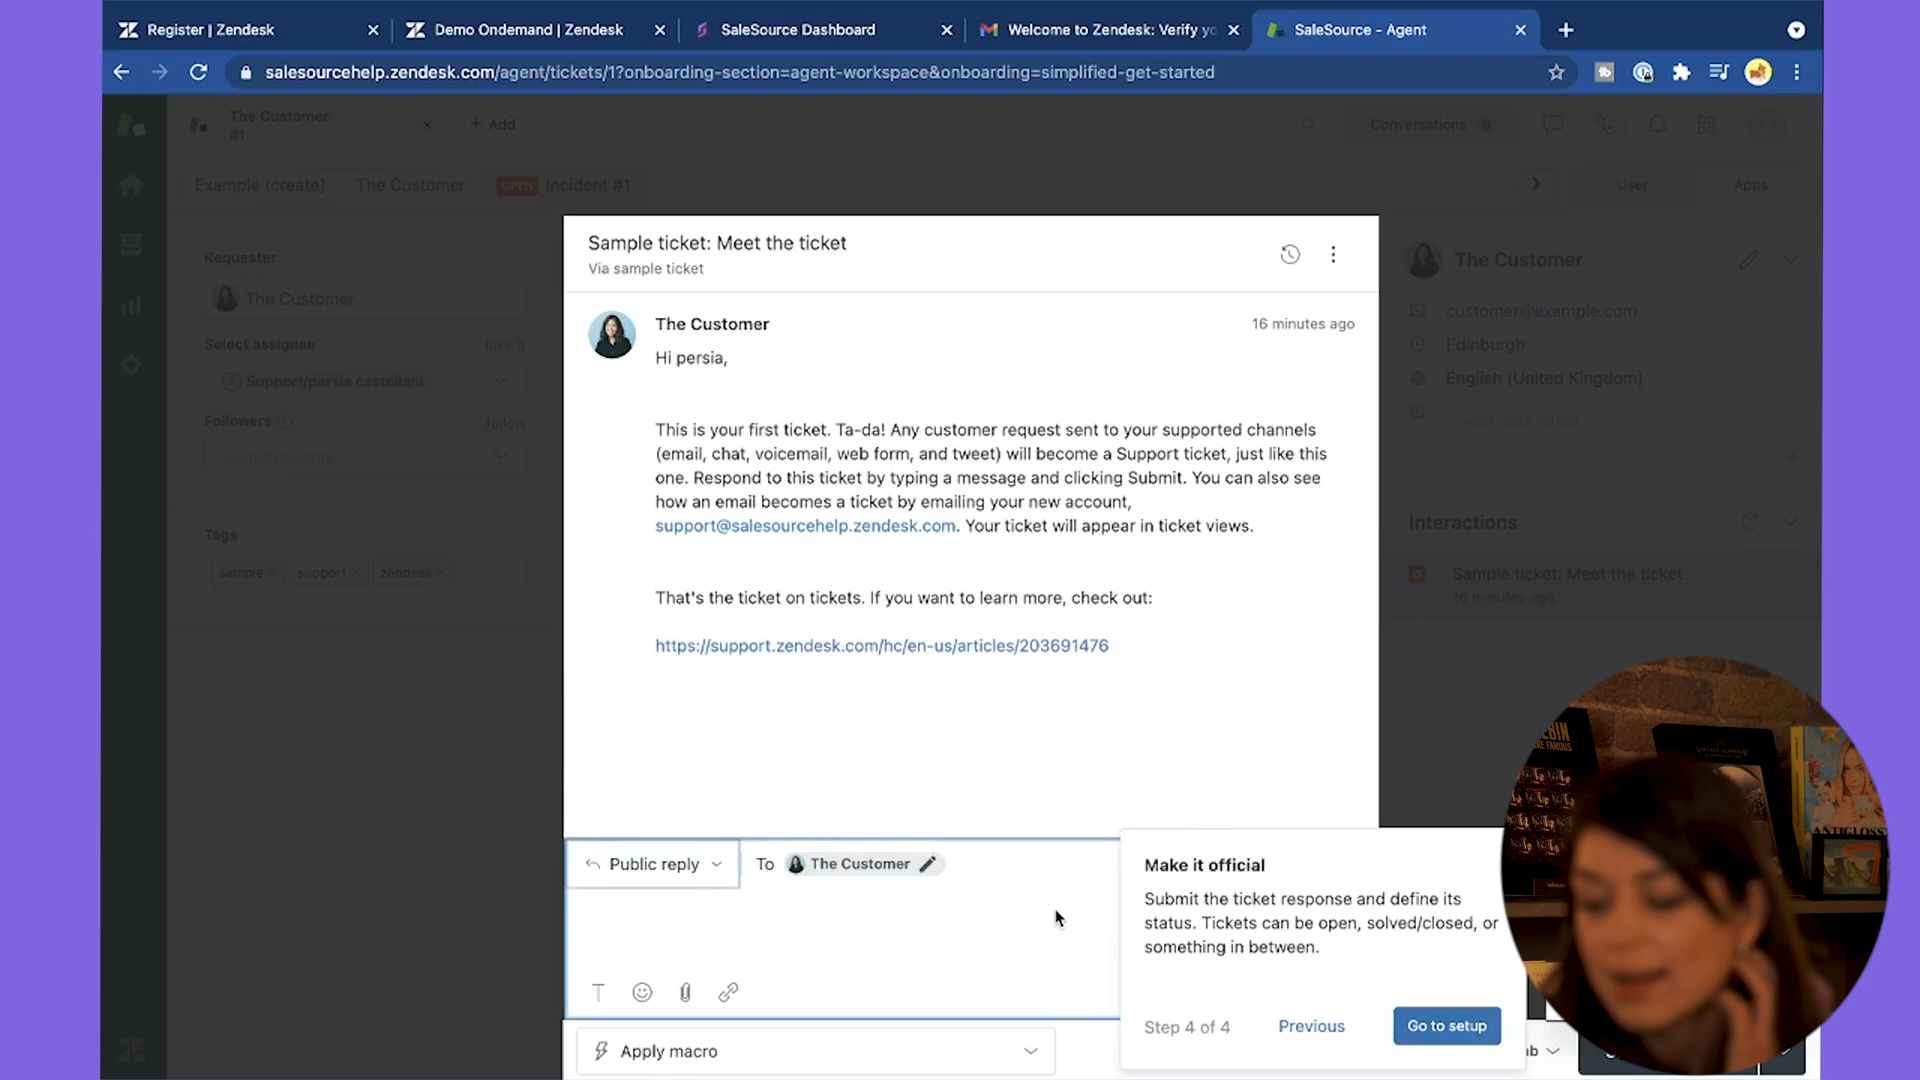 Register | Zendesk
Demo Ondemand | Zendesk
SaleSource Dashboard
Welcome to Zendesk: Verify yo
SaleSource - Agent
salesourcehelp.zendesk.com/agent/tickets/1?onboarding-section=agent-workspace&onboarding=simplified-get-started
The Customer
#1
+ Add
Conversations 0
Example (create)
The Customer
OPEN Incident #1
User
Apps
Requester
The Customer
Select assignee
take it
Support/persia castellani
Followers
follow
search agents
Tags
sample
support
zendesk
Sample ticket: Meet the ticket
Via sample ticket
The Customer
16 minutes ago
Hi persia,
This is your first ticket. Ta-da! Any customer request sent to your supported channels
(email, chat, voicemail, web form, and tweet) will become a Support ticket, just like this
one. Respond to this ticket by typing a message and clicking Submit. You can also see
how an email becomes a ticket by emailing your new account,
support@salesourcehelp.zendesk.com. Your ticket will appear in ticket views.
That's the ticket on tickets. If you want to learn more, check out:
https://support.zendesk.com/hc/en-us/articles/203691476
Public reply
To The Customer
Apply macro
The Customer
customer@example.com
Edinburgh
English (United Kingdom)
Add user notes
Interactions
Sample ticket: Meet the ticket
16 minutes ago
Make it official
Submit the ticket response and define its
status. Tickets can be open, solved/closed, or
something in between.
Step 4 of 4
Previous
Go to setup